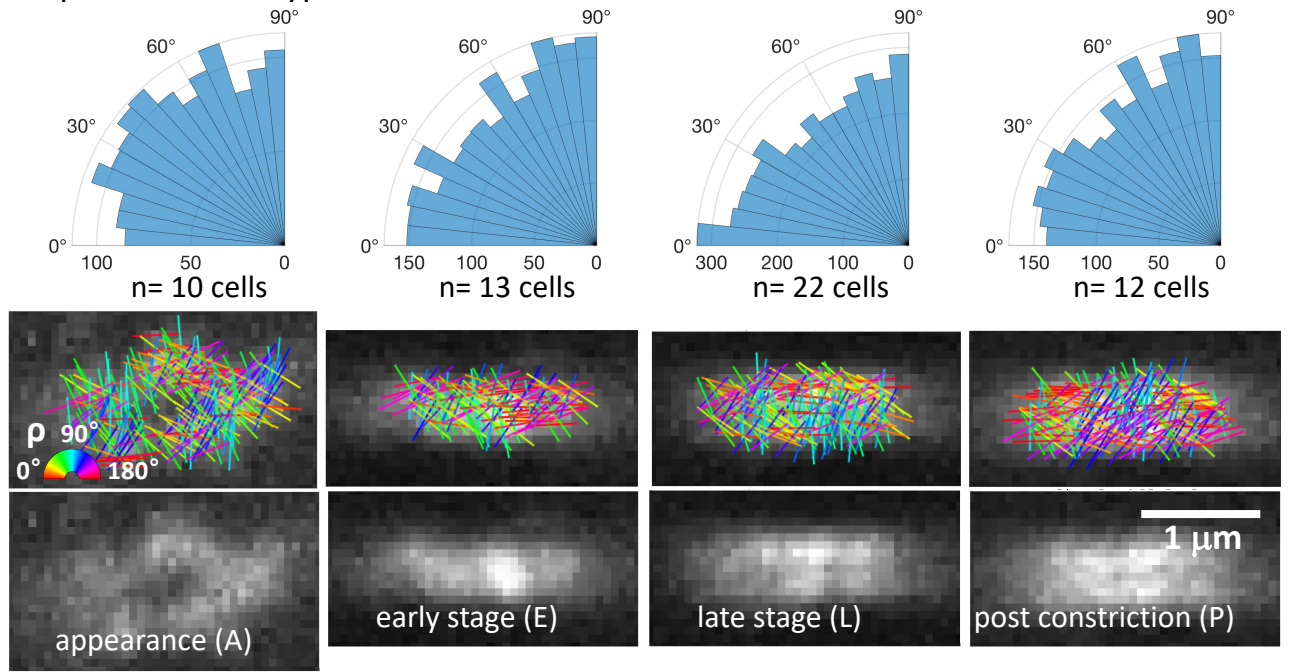 90° 90° 90° 90°
60° 60° 60° 60°
30° 30° 30° 30°
0° 0° 0° 0°
100 50 0 150 100 50 0 300 200 100 0 150 100 50 0
n= 10 cells n= 13 cells n= 22 cells n= 12 cells
ρ 90°
0° 180°
1 μm
appearance (A) early stage (E) late stage (L) post constriction (P)